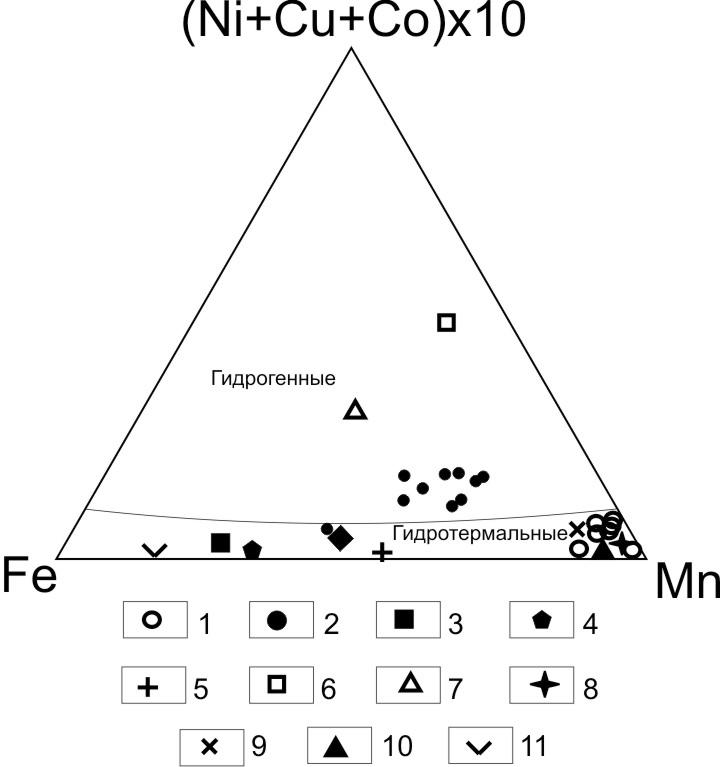 (Ni+Cu+Co)x10
Гидрогенные
Гидротермальные
Fe
Mn
1 2 3 4
5 6 7 8
9 10 11